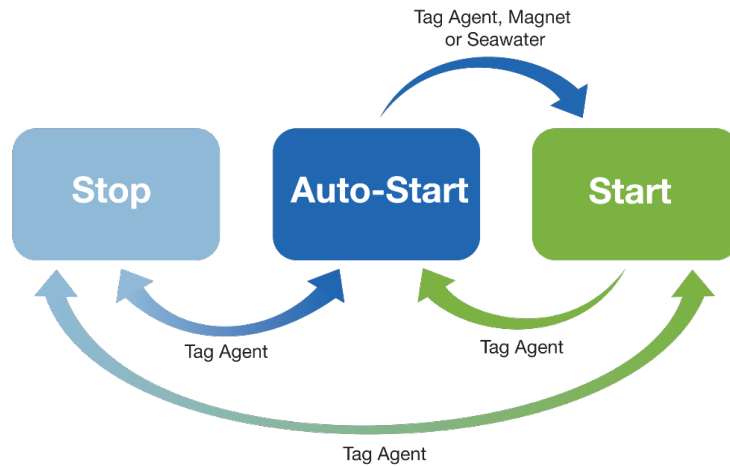 Tag Agent, Magnet
or Seawater
Stop
Auto-Start
Start
Tag Agent
Tag Agent
Tag Agent